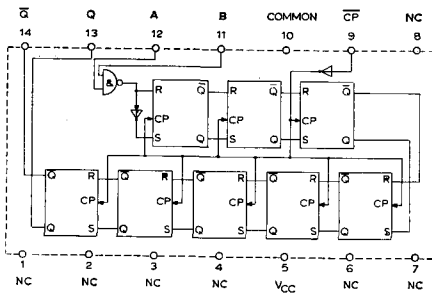 Q̅ Q A B COMMON C̅P̅ NC
14 13 12 11 10 9 8
&
R Q̅ R Q̅ R Q̅
CP CP CP
S Q S Q S Q
Q̅ R Q̅ R Q̅ R Q̅ R Q̅ R
CP CP CP CP CP
Q S Q S Q S Q S Q S
1 2 3 4 5 6 7
NC NC NC NC VCC NC NC